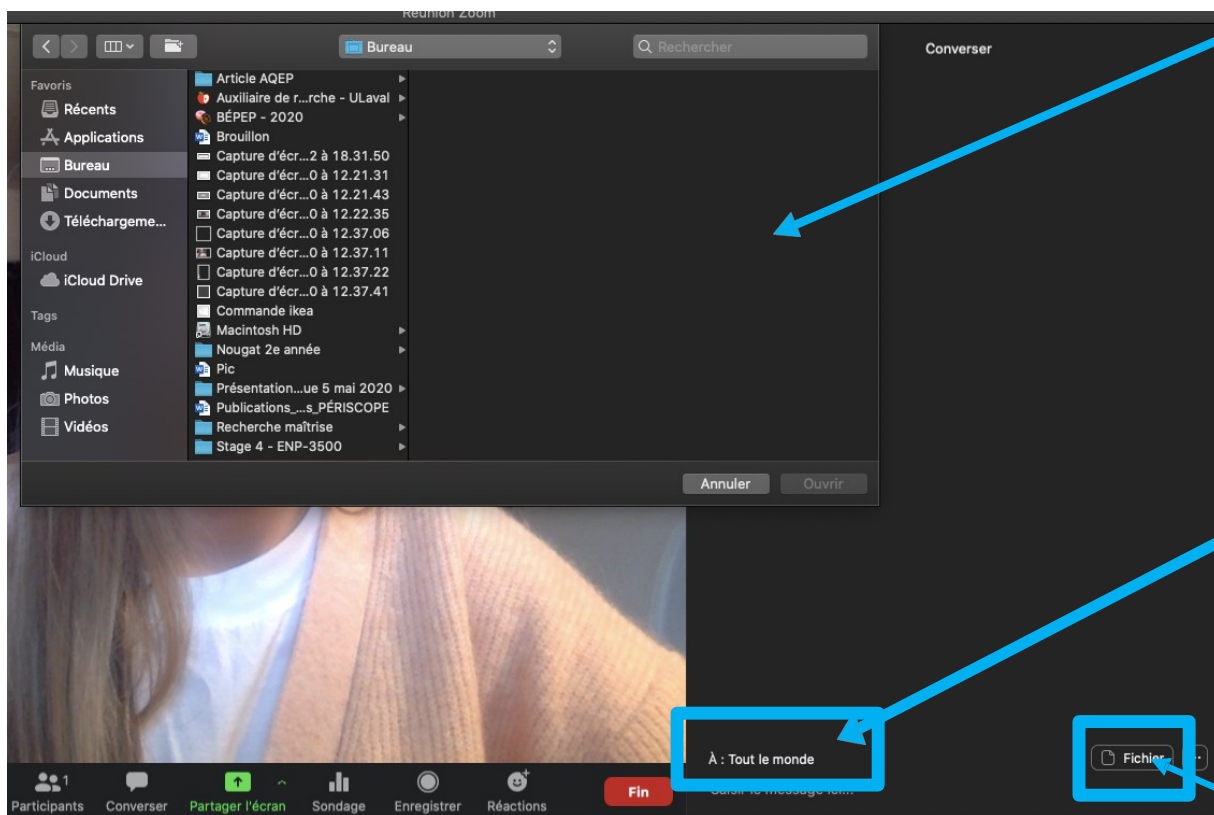 Réunion Zoom
Bureau
Rechercher
Converser
Favoris
Récents
Applications
Bureau
Documents
Téléchargeme...
iCloud
iCloud Drive
Tags
Média
Musique
Photos
Vidéos
Article AQEP
Auxiliaire de r...rche - ULaval
BÉPEP - 2020
Brouillon
Capture d'écr...2 à 18.31.50
Capture d'écr...0 à 12.21.31
Capture d'écr...0 à 12.21.43
Capture d'écr...0 à 12.22.35
Capture d'écr...0 à 12.37.06
Capture d'écr...0 à 12.37.11
Capture d'écr...0 à 12.37.22
Capture d'écr...0 à 12.37.41
Commande ikea
Macintosh HD
Nougat 2e année
Pic
Présentation...ue 5 mai 2020
Publications_...s_PÉRISCOPE
Recherche maîtrise
Stage 4 - ENP-3500
Annuler
Ouvrir
À : Tout le monde
Fichier
Saisir le message ici...
1
Participants
Converser
Partager l'écran
Sondage
Enregistrer
Réactions
Fin